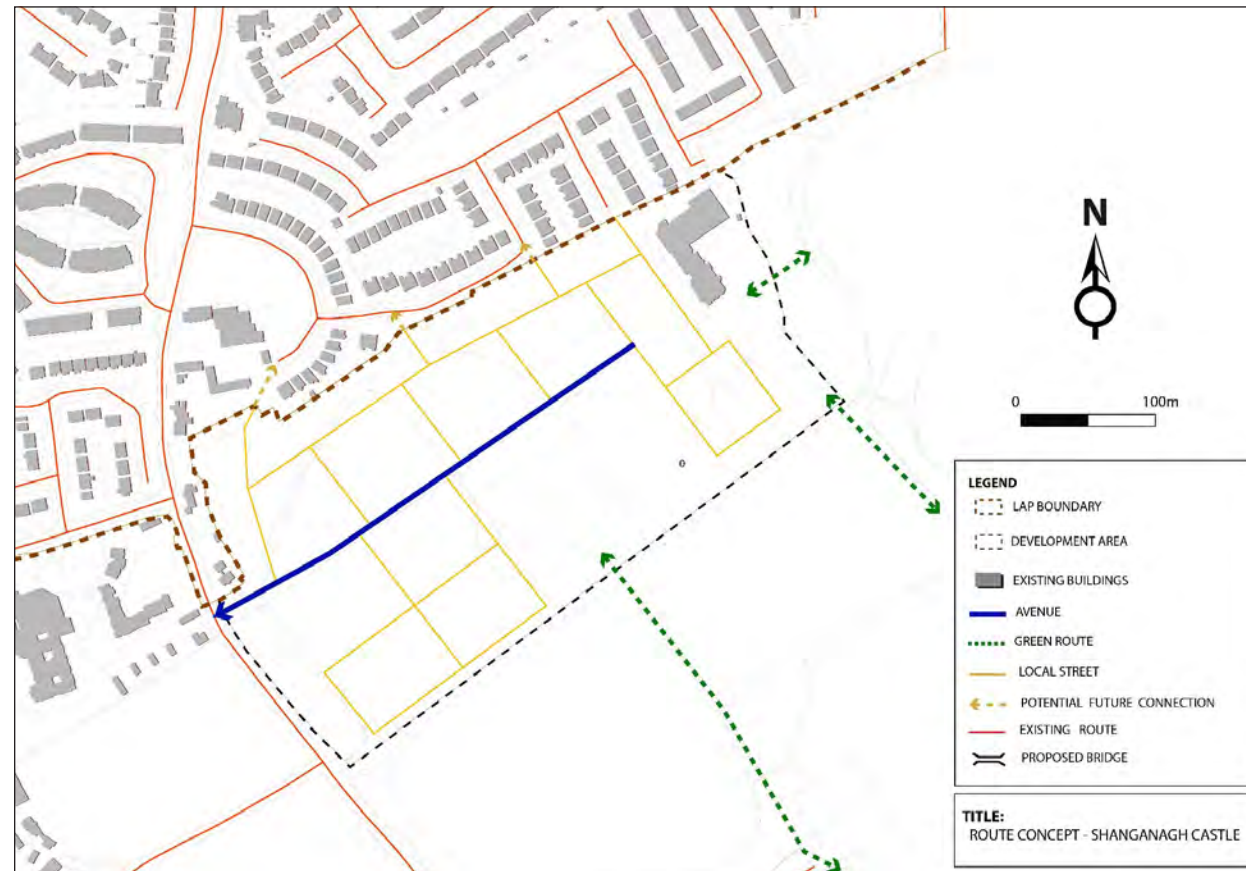 N
0 100m
LEGEND
LAP BOUNDARY
DEVELOPMENT AREA
EXISTING BUILDINGS
AVENUE
GREEN ROUTE
LOCAL STREET
POTENTIAL FUTURE CONNECTION
EXISTING ROUTE
PROPOSED BRIDGE
TITLE:
ROUTE CONCEPT - SHANGANAGH CASTLE